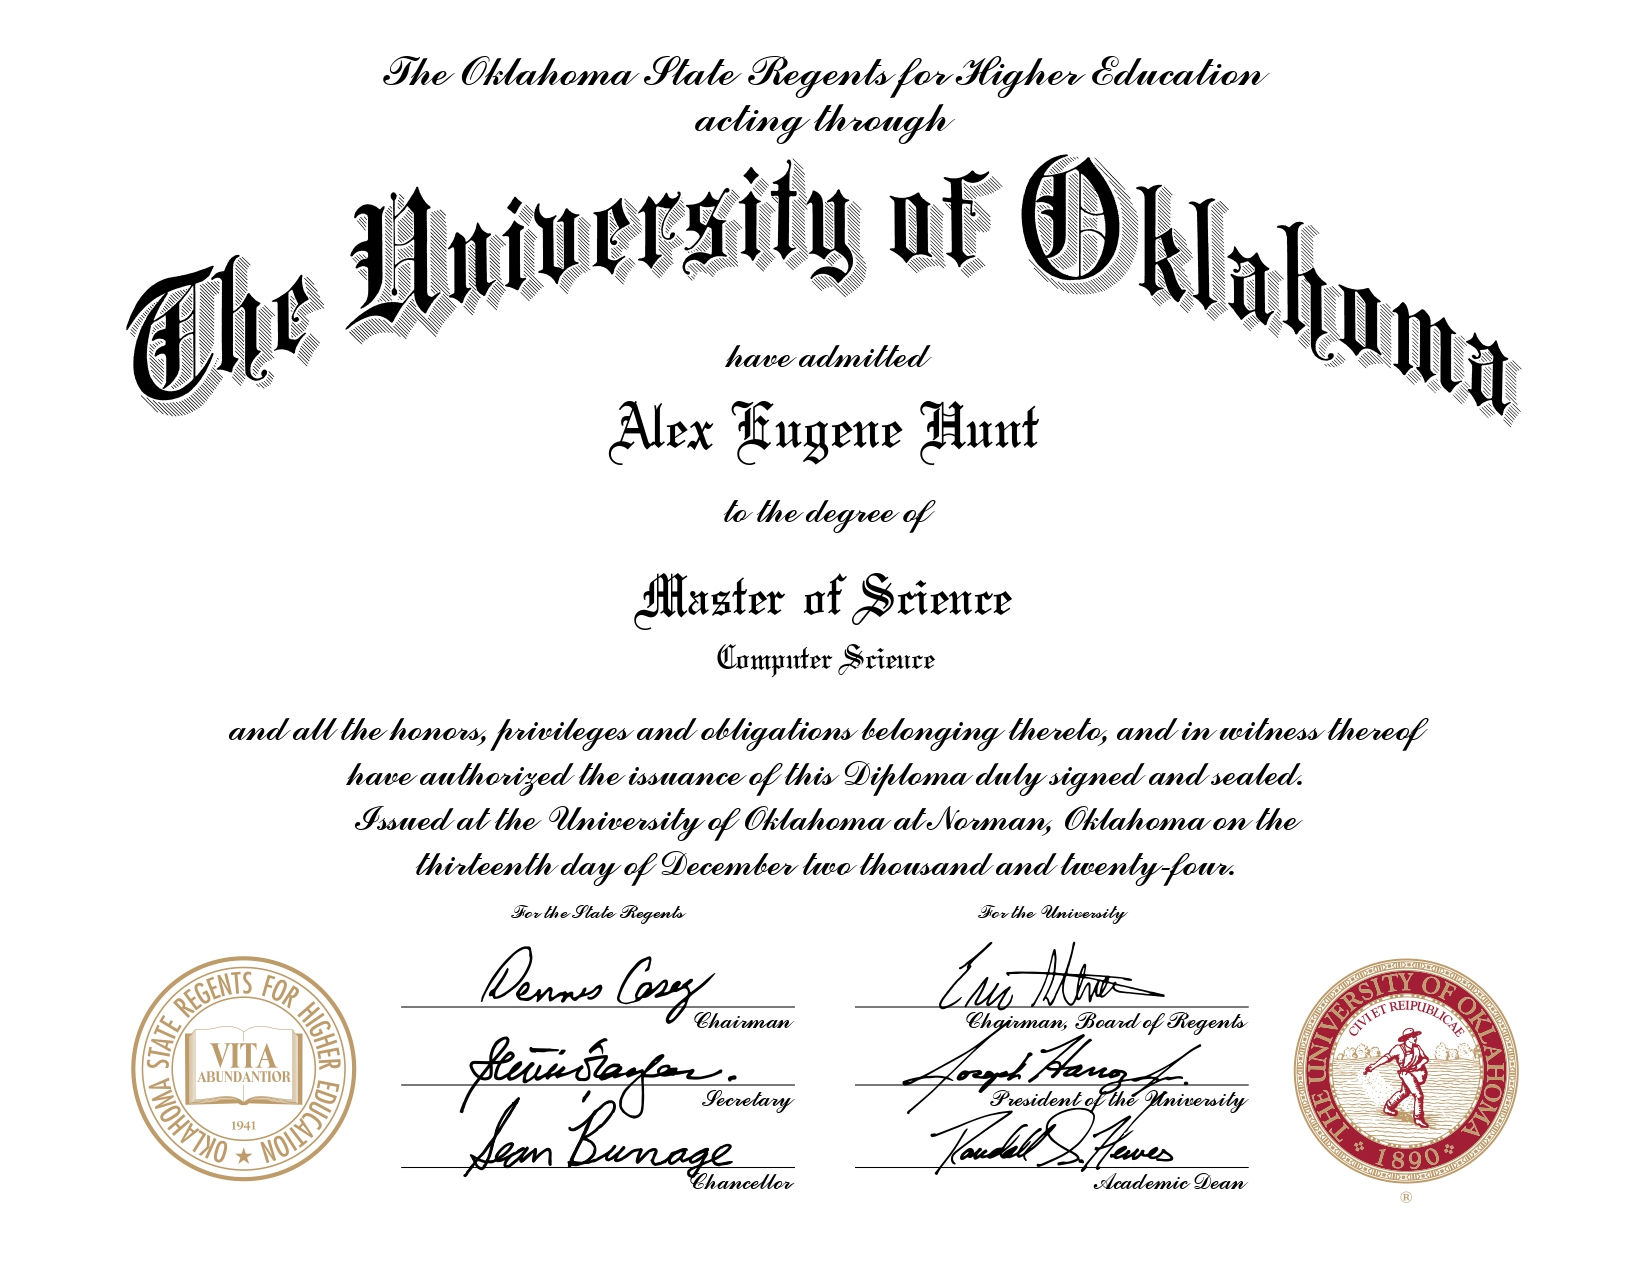 The Oklahoma State Regents for Higher Education
acting through
The University of Oklahoma
have admitted
Alex Eugene Hunt
to the degree of
Master of Science
Computer Science
and all the honors, privileges and obligations belonging thereto, and in witness thereof
have authorized the issuance of this Diploma duly signed and sealed.
Issued at the University of Oklahoma at Norman, Oklahoma on the
thirteenth day of December two thousand and twenty-four.
For the State Regents
Dennis Casey
Chairman
Secretary
Sean Burrage
Chancellor
For the University
Eric
Chairman, Board of Regents
Joseph Harroz Jr.
President of the University
Randall S. Hewes
Academic Dean
OKLAHOMA STATE REGENTS FOR HIGHER EDUCATION
VITA
ABUNDANTIOR
1941
THE UNIVERSITY OF OKLAHOMA
CIVI ET REIPUBLICAE
1890
®